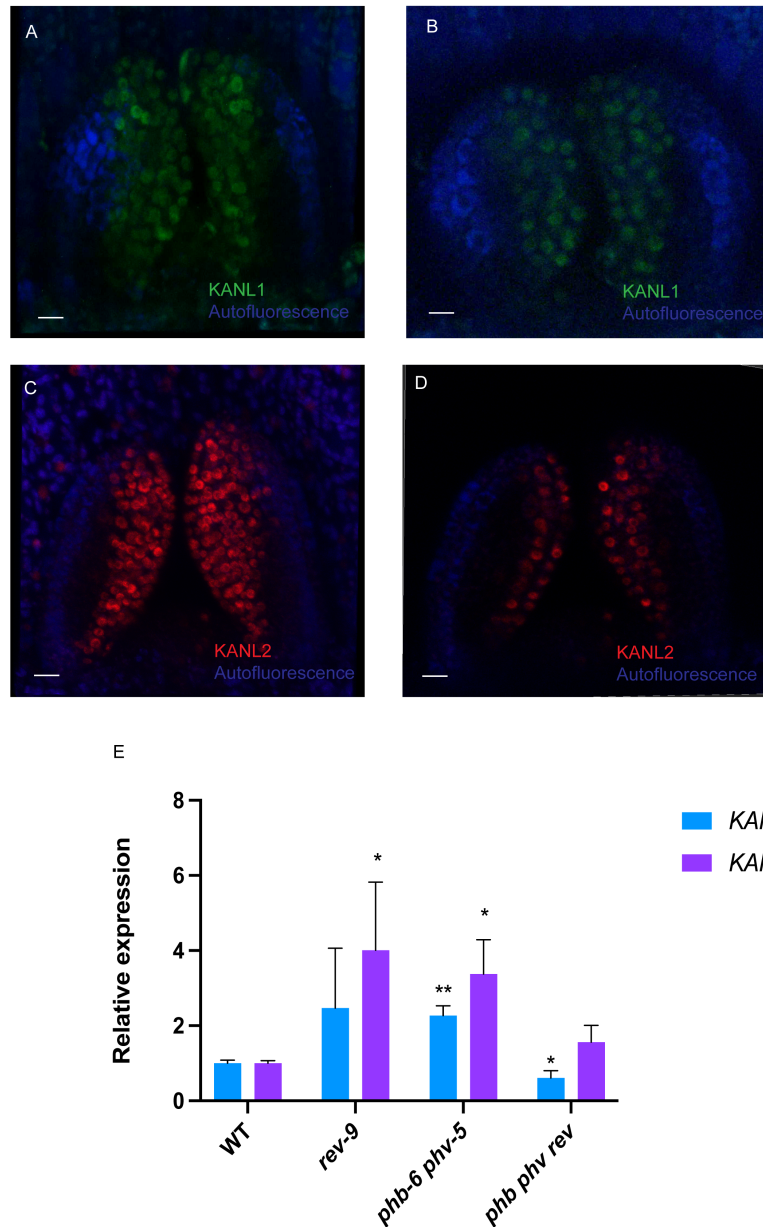 A
KANL1
Autofluorescence
B
KANL1
Autofluorescence
C
KANL2
Autofluorescence
D
KANL2
Autofluorescence
E
8
6
4
2
0
Relative expression
*
*
**
*
WT
rev-9
phb-6 phv-5
phb phv rev